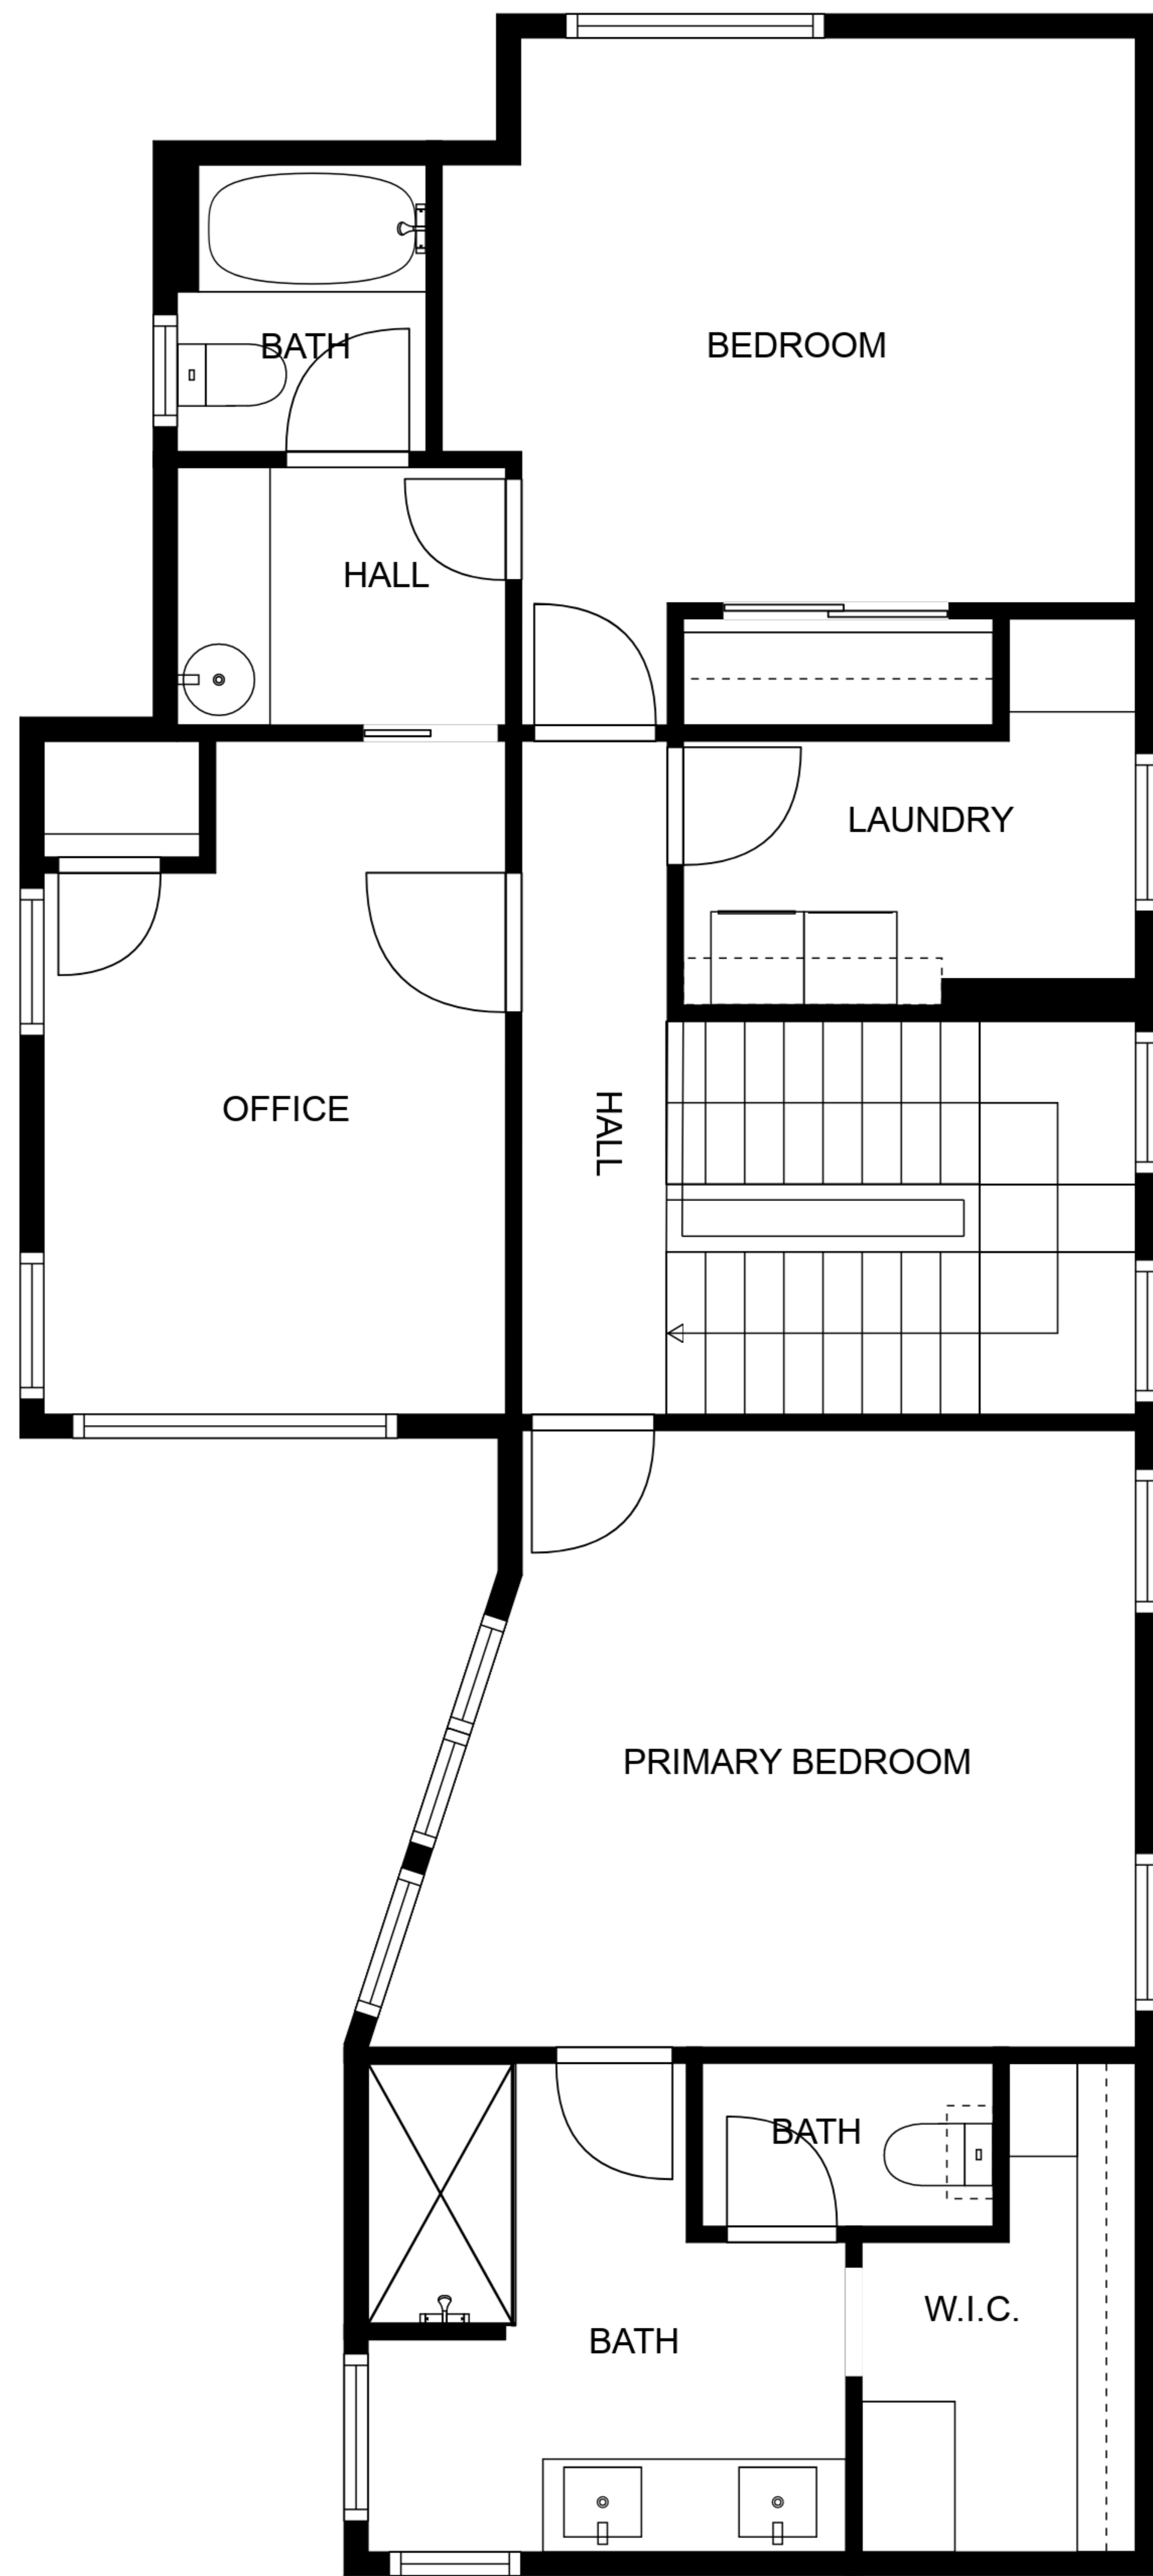 BATH
BEDROOM
HALL
LAUNDRY
OFFICE
HALL
PRIMARY BEDROOM
BATH
W.I.C.
BATH